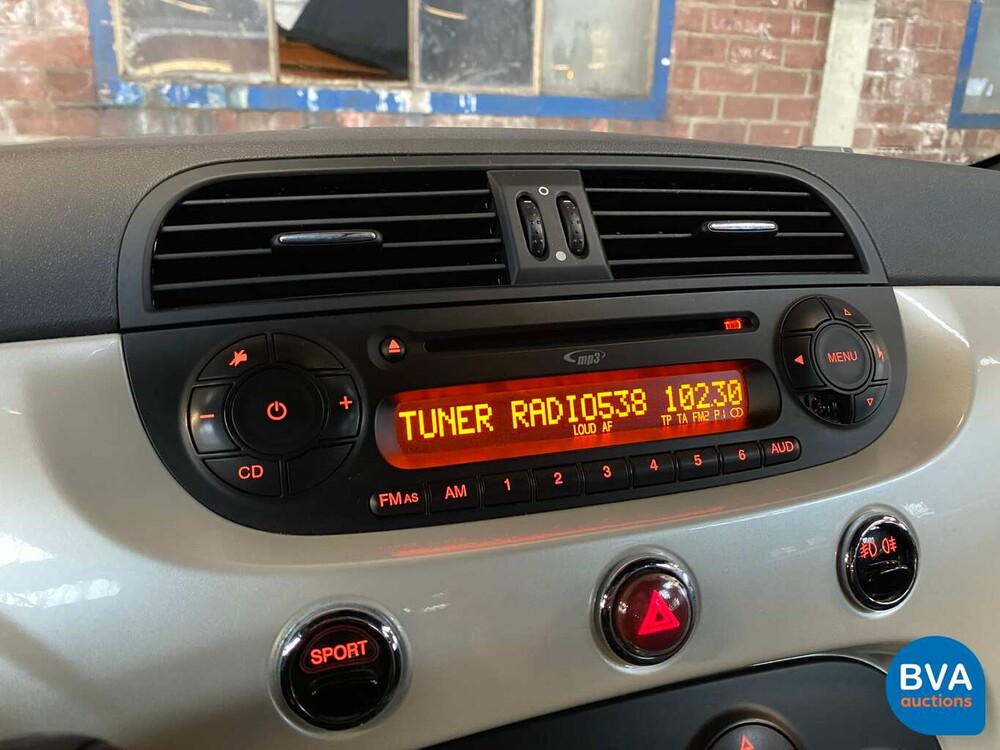 mp3
MENU
CD
TUNER RADIO538 10230
LOUD AF TP TA FM2 P1
FM AS AM 1 2 3 4 5 6 AUD
SPORT
BVA
auctions